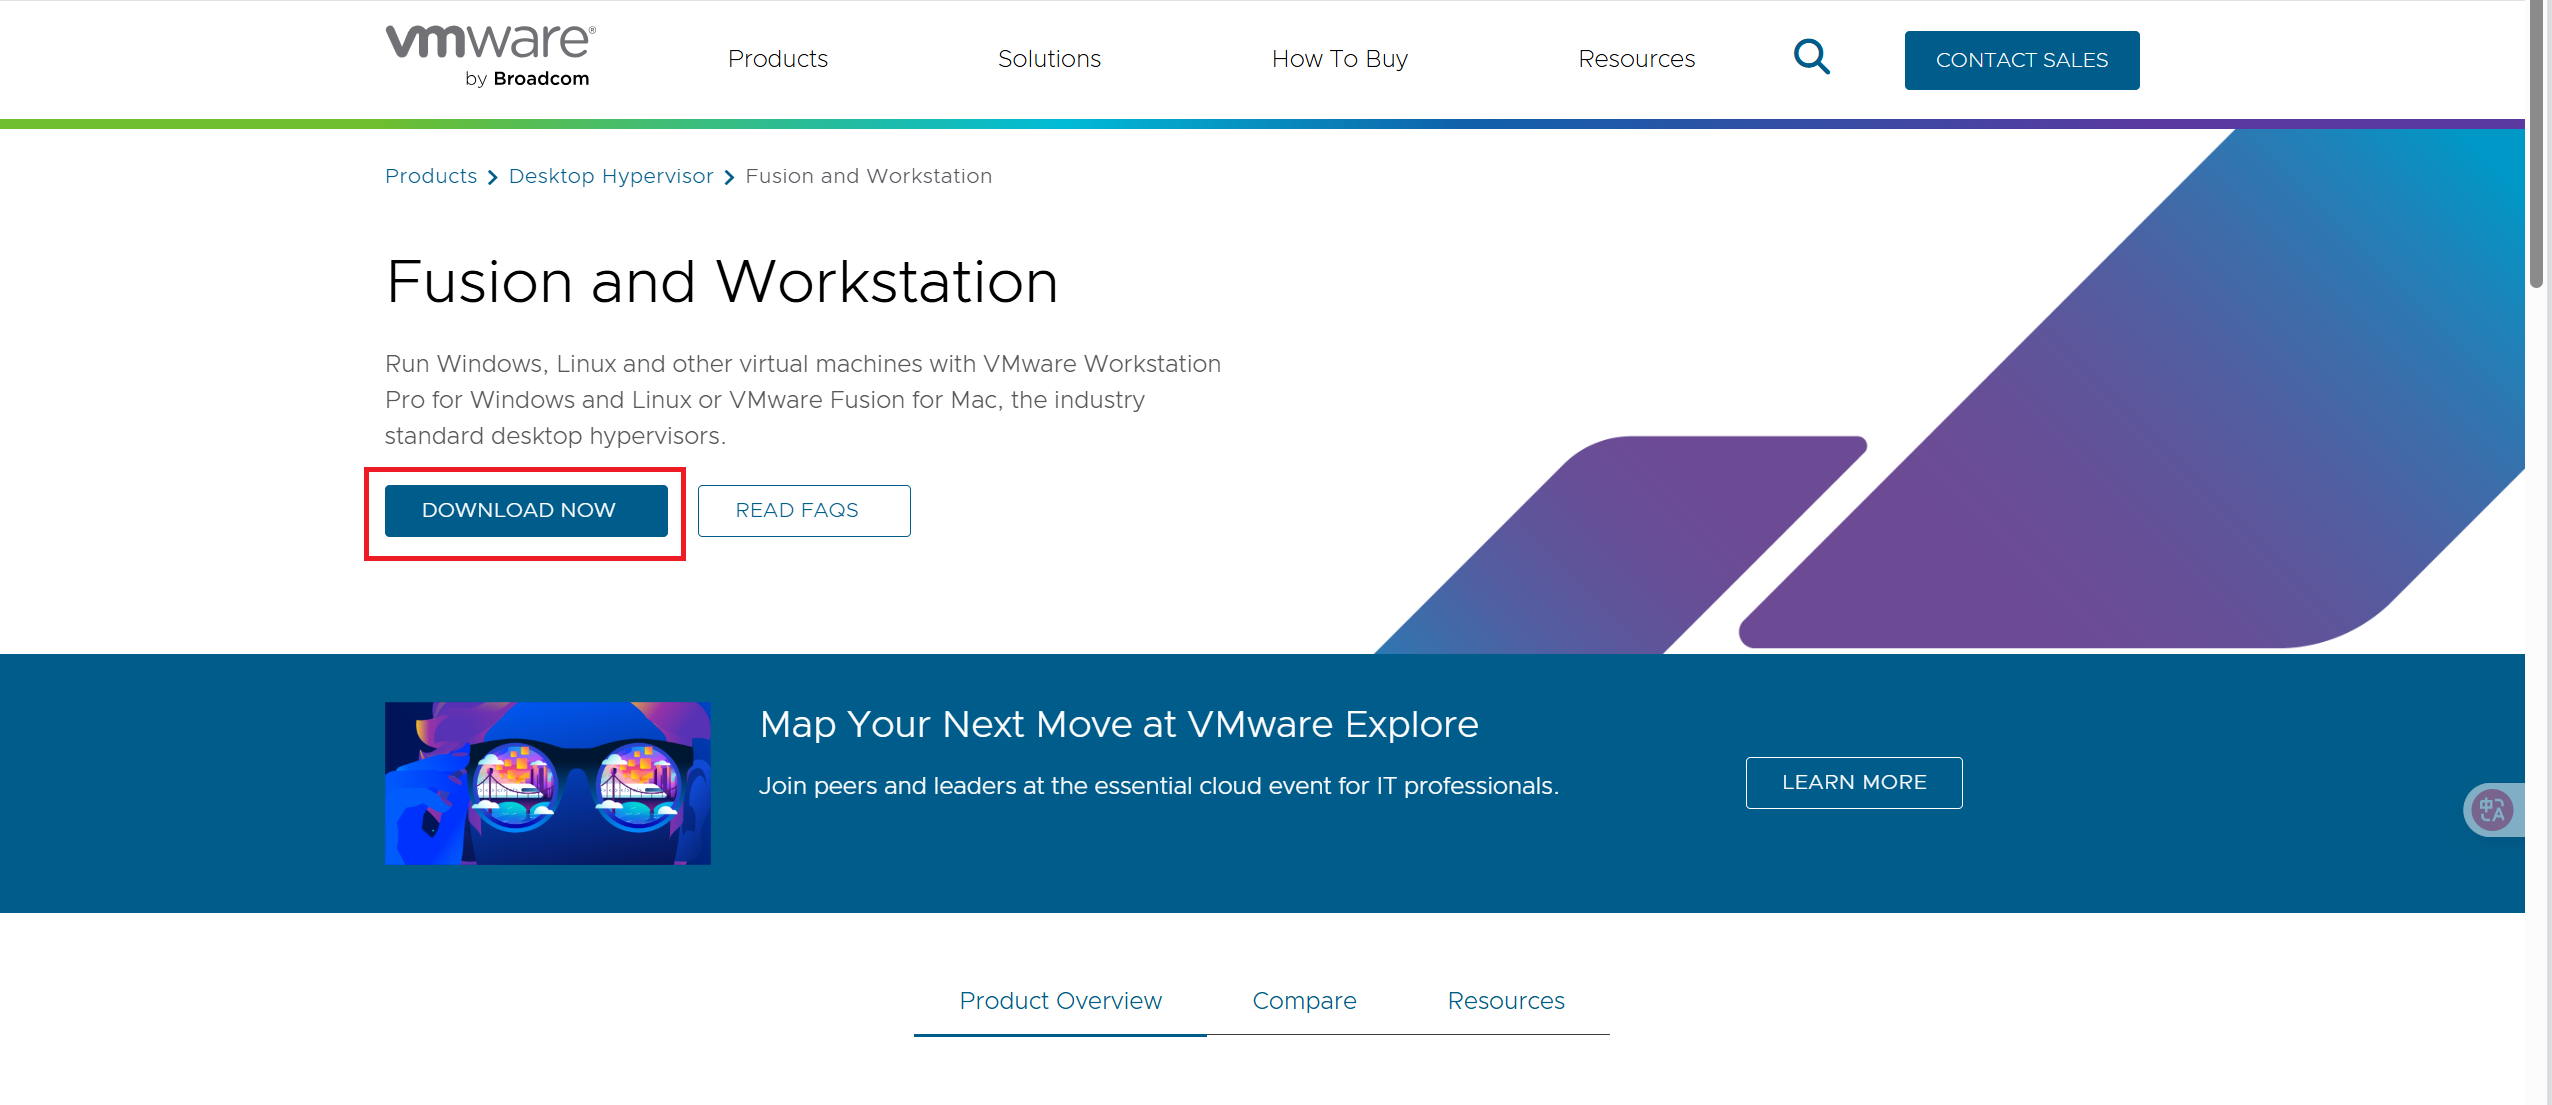 vmware®
by Broadcom
Products
Solutions
How To Buy
Resources
CONTACT SALES
Products
Desktop Hypervisor
Fusion and Workstation
Fusion and Workstation
Run Windows, Linux and other virtual machines with VMware Workstation
Pro for Windows and Linux or VMware Fusion for Mac, the industry
standard desktop hypervisors.
DOWNLOAD NOW
READ FAQS
Map Your Next Move at VMware Explore
Join peers and leaders at the essential cloud event for IT professionals.
LEARN MORE
中A
Product Overview
Compare
Resources